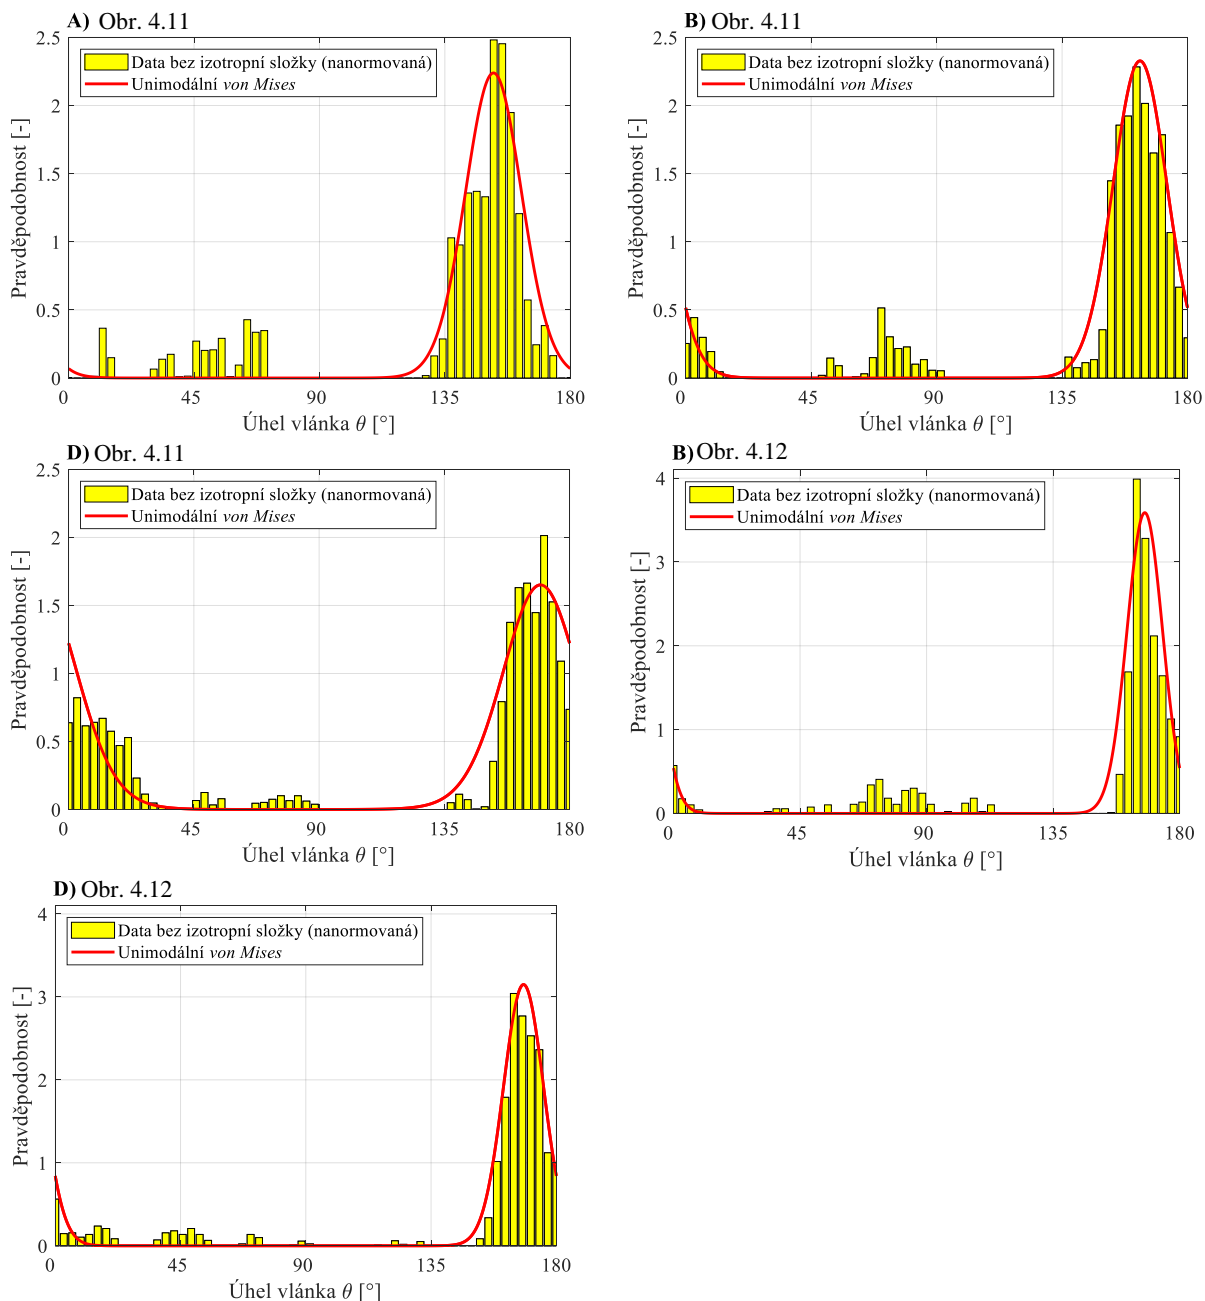 A) Obr. 4.11
2.5
2
1.5
1
0.5
0
Pravděpodobnost [-]
Data bez izotropní složky (nanormovaná)
Unimodální von Mises
0 45 90 135 180
Úhel vlánka θ [°]
B) Obr. 4.11
2.5
2
1.5
1
0.5
0
Pravděpodobnost [-]
Data bez izotropní složky (nanormovaná)
Unimodální von Mises
0 45 90 135 180
Úhel vlánka θ [°]
D) Obr. 4.11
2.5
2
1.5
1
0.5
0
Pravděpodobnost [-]
Data bez izotropní složky (nanormovaná)
Unimodální von Mises
0 45 90 135 180
Úhel vlánka θ [°]
B) Obr. 4.12
4
3
2
1
0
Pravděpodobnost [-]
Data bez izotropní složky (nanormovaná)
Unimodální von Mises
0 45 90 135 180
Úhel vlánka θ [°]
D) Obr. 4.12
4
3
2
1
0
Pravděpodobnost [-]
Data bez izotropní složky (nanormovaná)
Unimodální von Mises
0 45 90 135 180
Úhel vlánka θ [°]